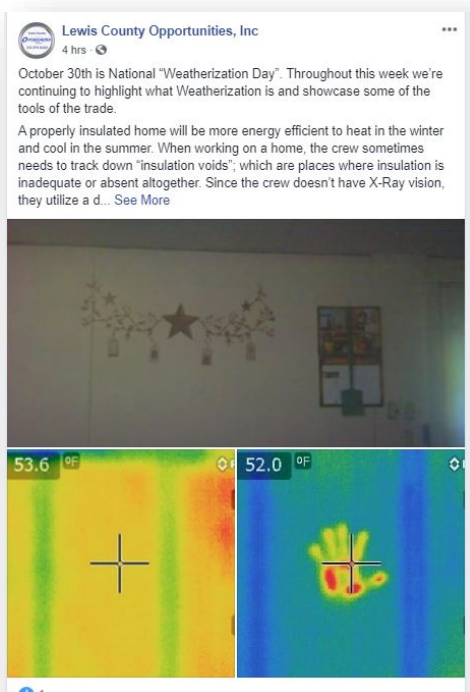 Lewis County Opportunities, Inc
4 hrs ·
October 30th is National “Weatherization Day”. Throughout this week we’re
continuing to highlight what Weatherization is and showcase some of the
tools of the trade.
A properly insulated home will be more energy efficient to heat in the winter
and cool in the summer. When working on a home, the crew sometimes
needs to track down “insulation voids”; which are places where insulation is
inadequate or absent altogether. Since the crew doesn’t have X-Ray vision,
they utilize a d... See More
53.6 °F
52.0 °F